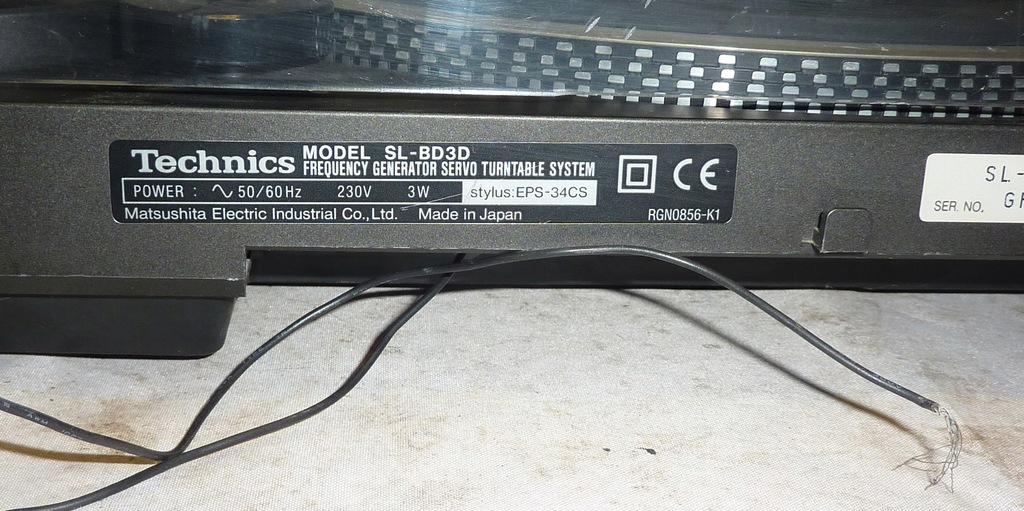 Technics MODEL SL-BD3D
FREQUENCY GENERATOR SERVO TURNTABLE SYSTEM
POWER : ∿ 50/60Hz 230V 3W stylus:EPS-34CS
Matsushita Electric Industrial Co.,Ltd. Made in Japan RGN0856-K1
CE
SL-
SER. NO. G